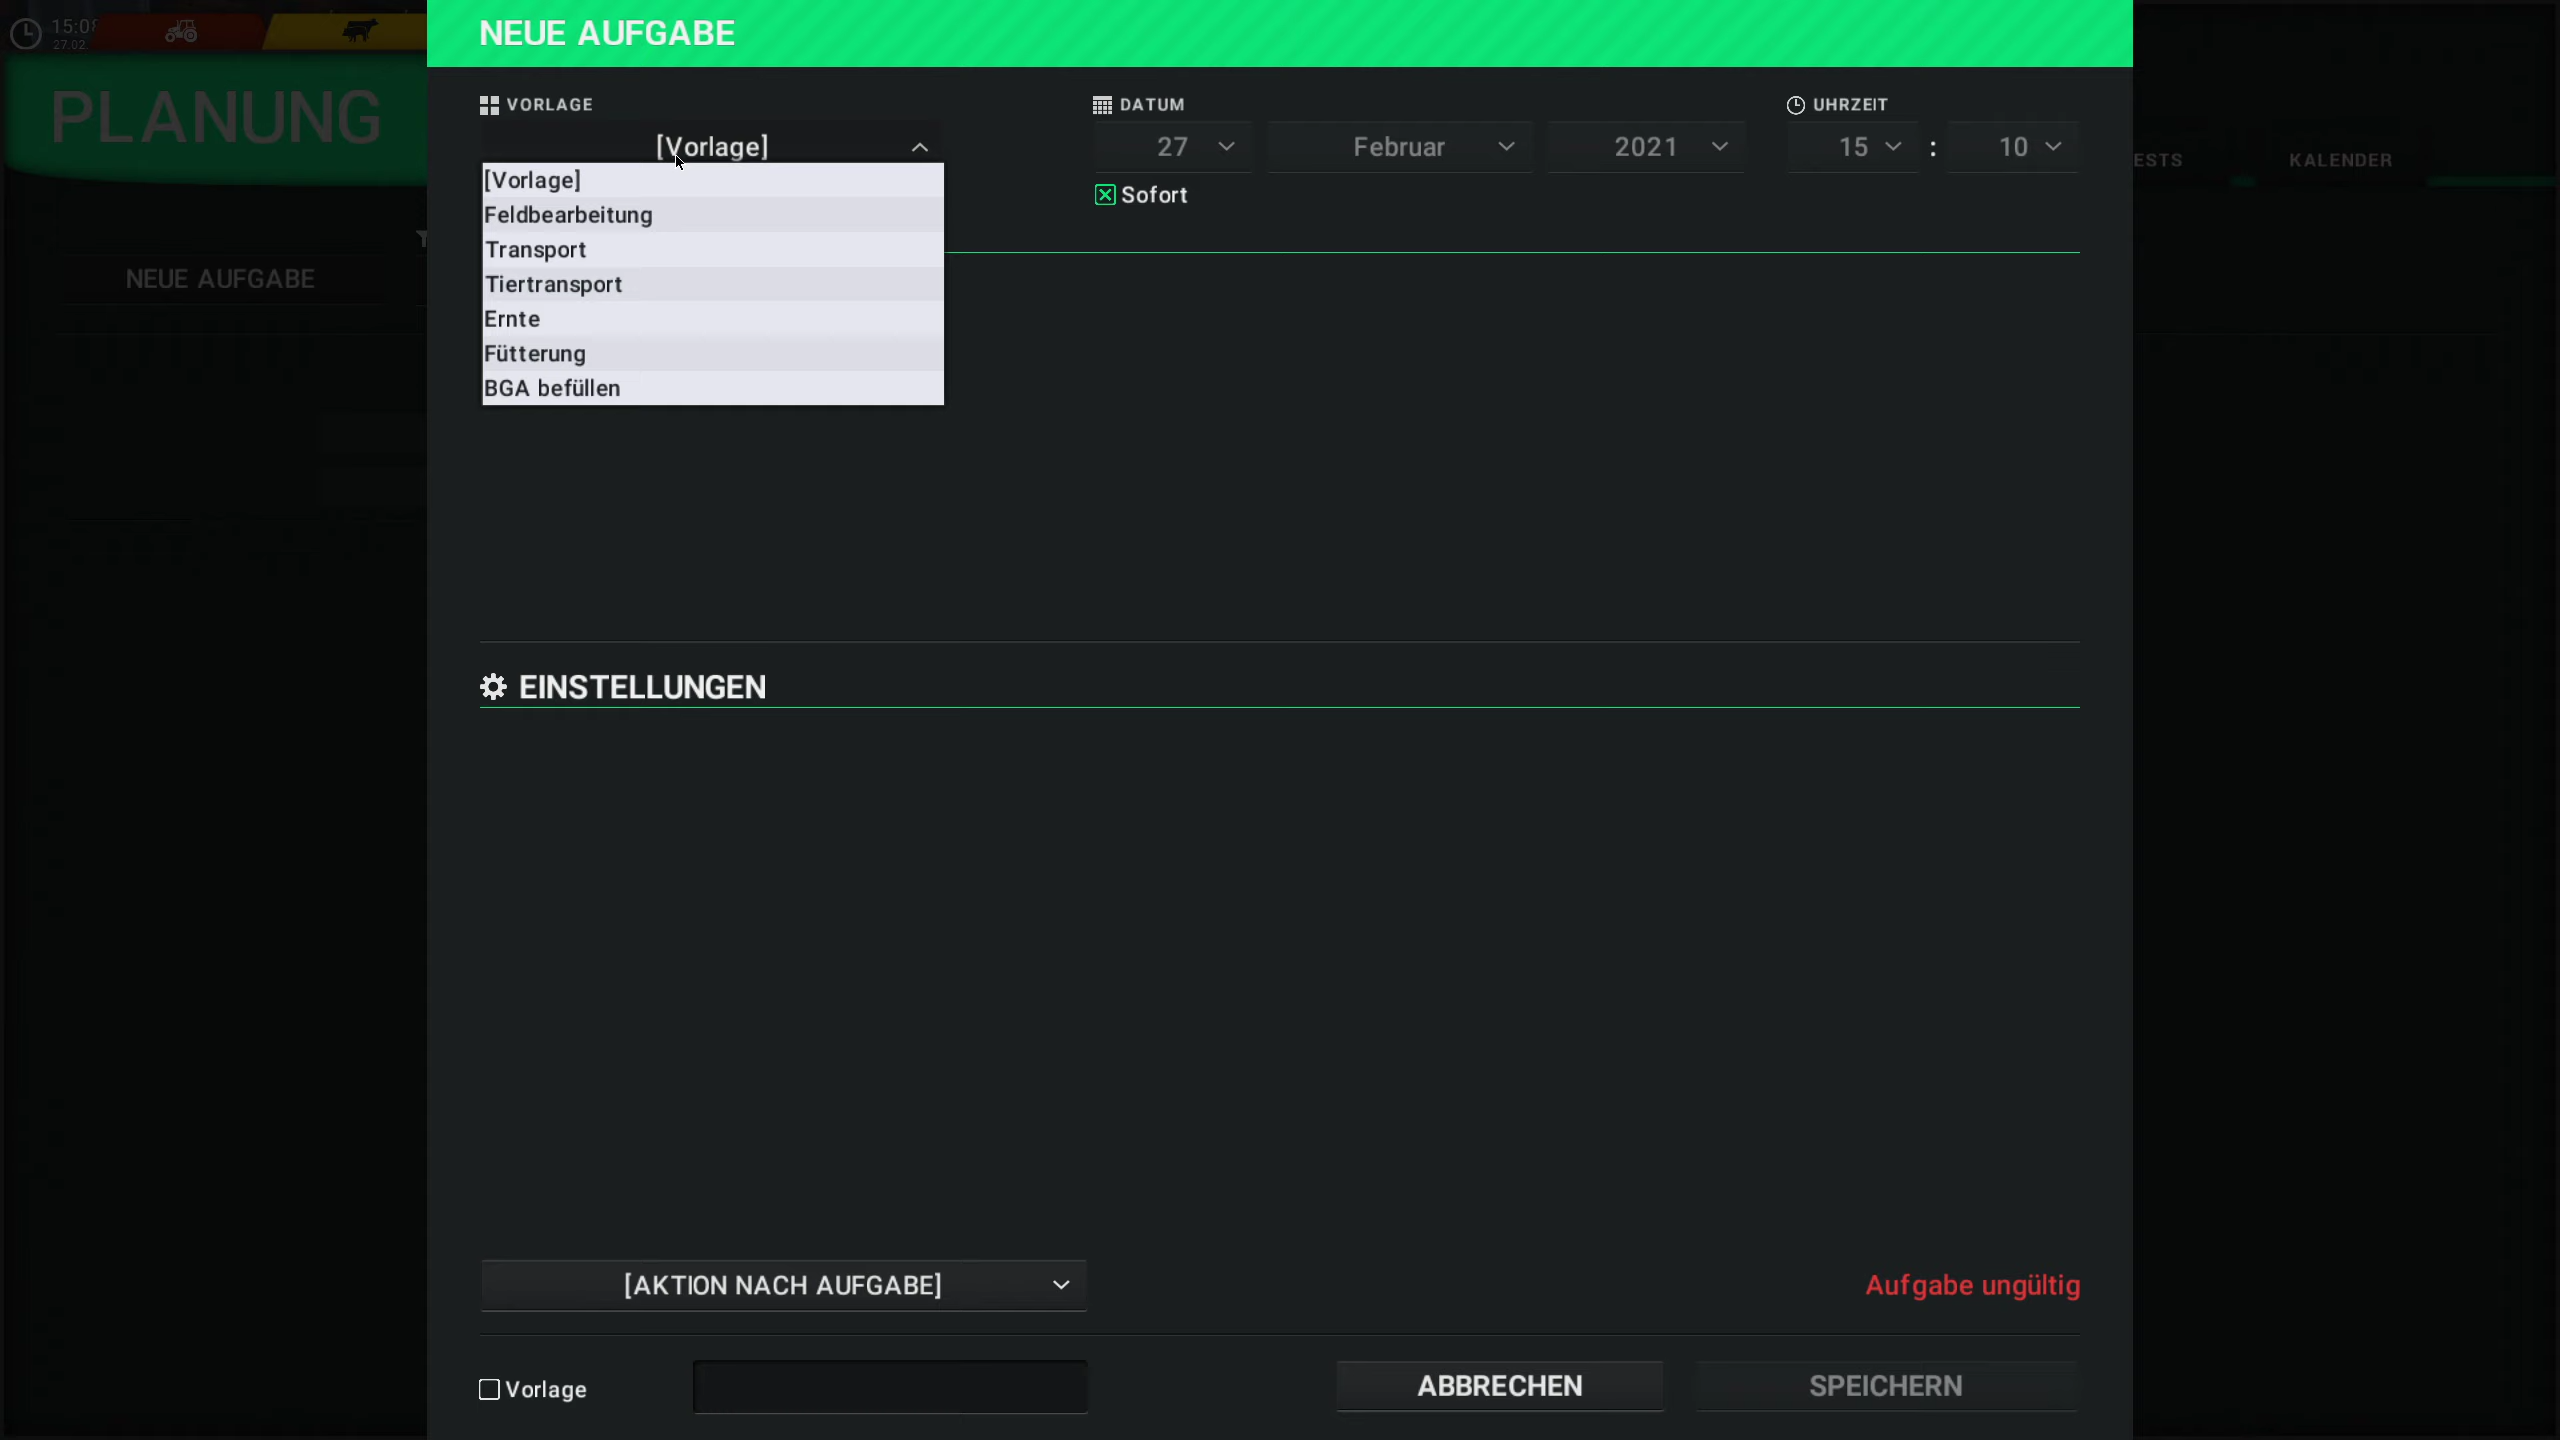 15:08
27.02.
NEUE AUFGABE
PLANUNG
VORLAGE
DATUM
UHRZEIT
[Vorlage]
27
Februar
2021
15 : 10
ESTS
KALENDER
[Vorlage]
Sofort
Feldbearbeitung
Transport
NEUE AUFGABE
Tiertransport
Ernte
Fütterung
BGA befüllen
EINSTELLUNGEN
[AKTION NACH AUFGABE]
Aufgabe ungültig
Vorlage
ABBRECHEN
SPEICHERN